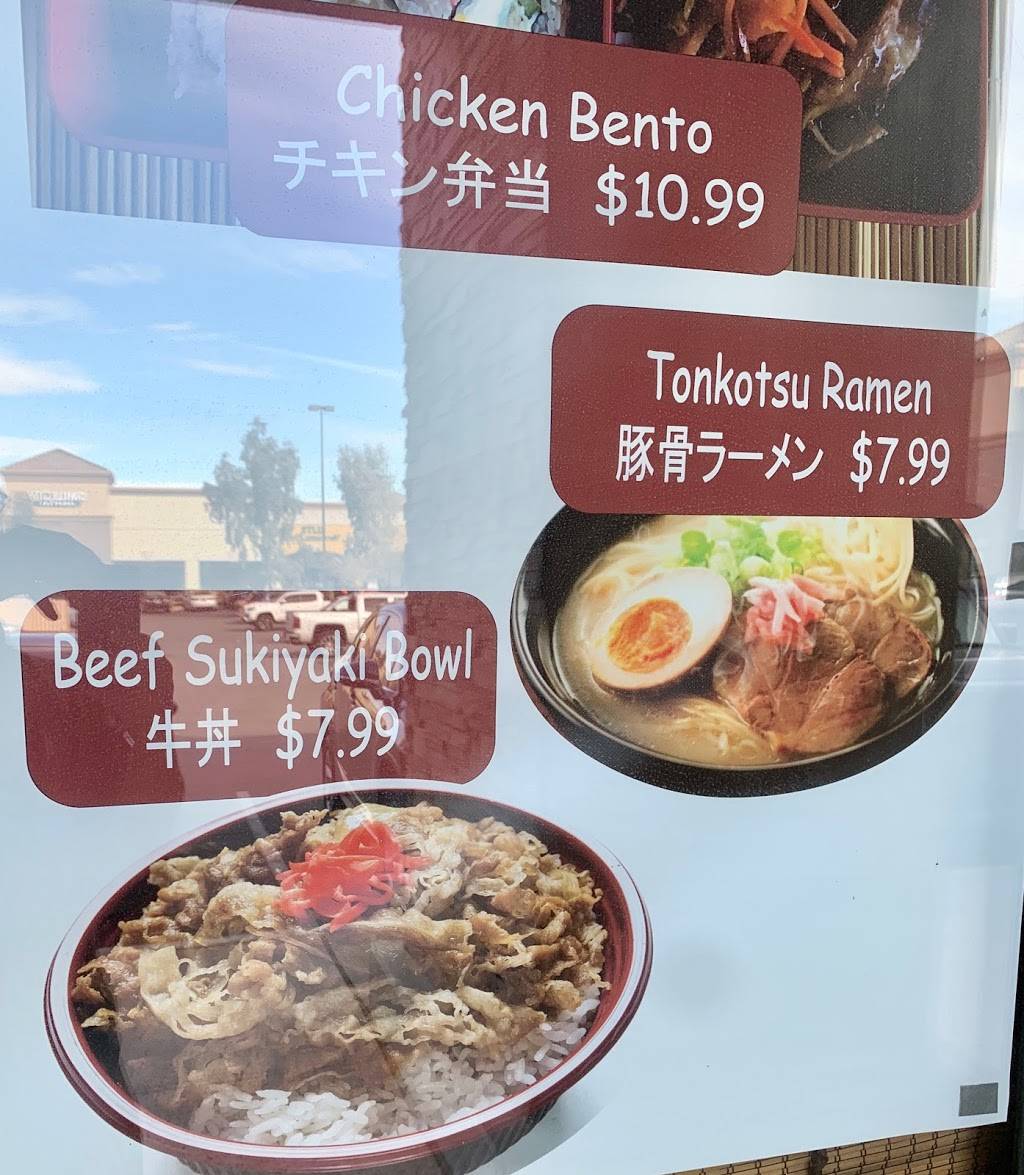 Chicken Bento
チキン弁当 $10.99
Tonkotsu Ramen
豚骨ラーメン $7.99
Beef Sukiyaki Bowl
牛丼 $7.99